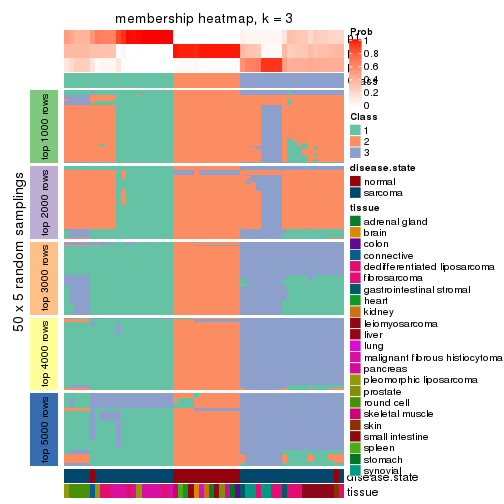 membership heatmap, k = 3
50 x 5 random samplings
top 1000 rows
top 2000 rows
top 3000 rows
top 4000 rows
top 5000 rows
disease.state
tissue
Prob
1
0.8
0.6
0.4
0.2
0
Class
1
2
3
disease.state
normal
sarcoma
tissue
adrenal gland
brain
colon
connective
dedifferentiated liposarcoma
fibrosarcoma
gastrointestinal stromal
heart
kidney
leiomyosarcoma
liver
lung
malignant fibrous histiocytoma
pancreas
pleomorphic liposarcoma
prostate
round cell
skeletal muscle
skin
small intestine
spleen
stomach
synovial